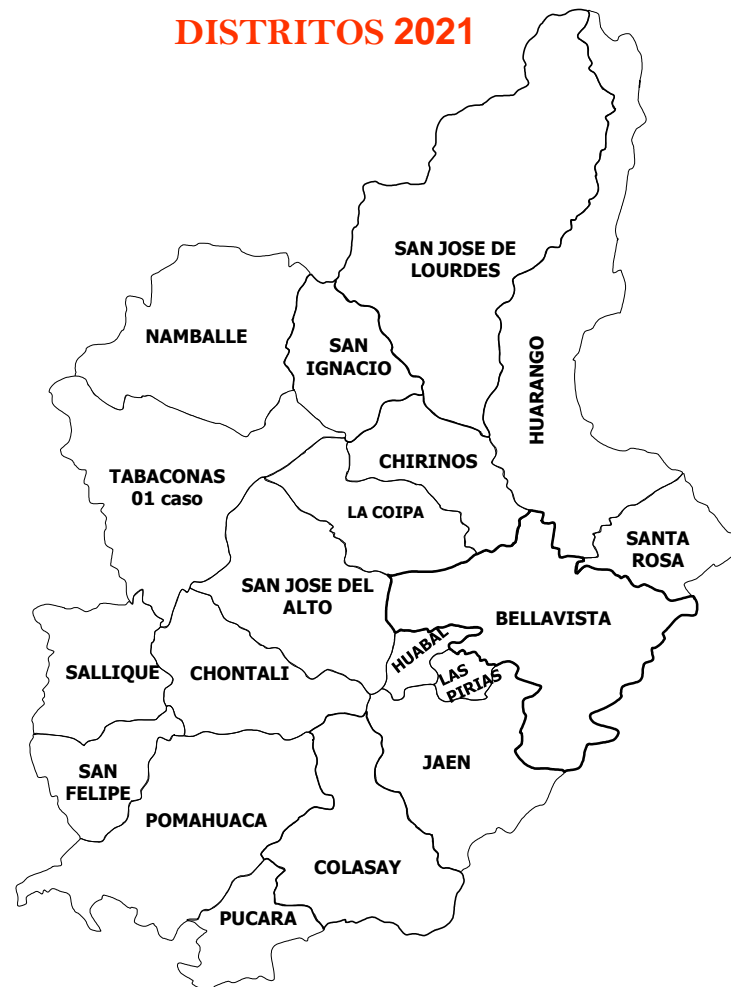 DISTRITOS 2021
SAN JOSE DE
LOURDES
NAMBALLE
SAN
IGNACIO
HUARANGO
CHIRINOS
TABACONAS
01 caso
LA COIPA
SANTA
ROSA
SAN JOSE DEL
ALTO
BELLAVISTA
HUABAL
SALLIQUE
CHONTALI
LAS
PIRIAS
SAN
FELIPE
JAEN
POMAHUACA
COLASAY
PUCARA